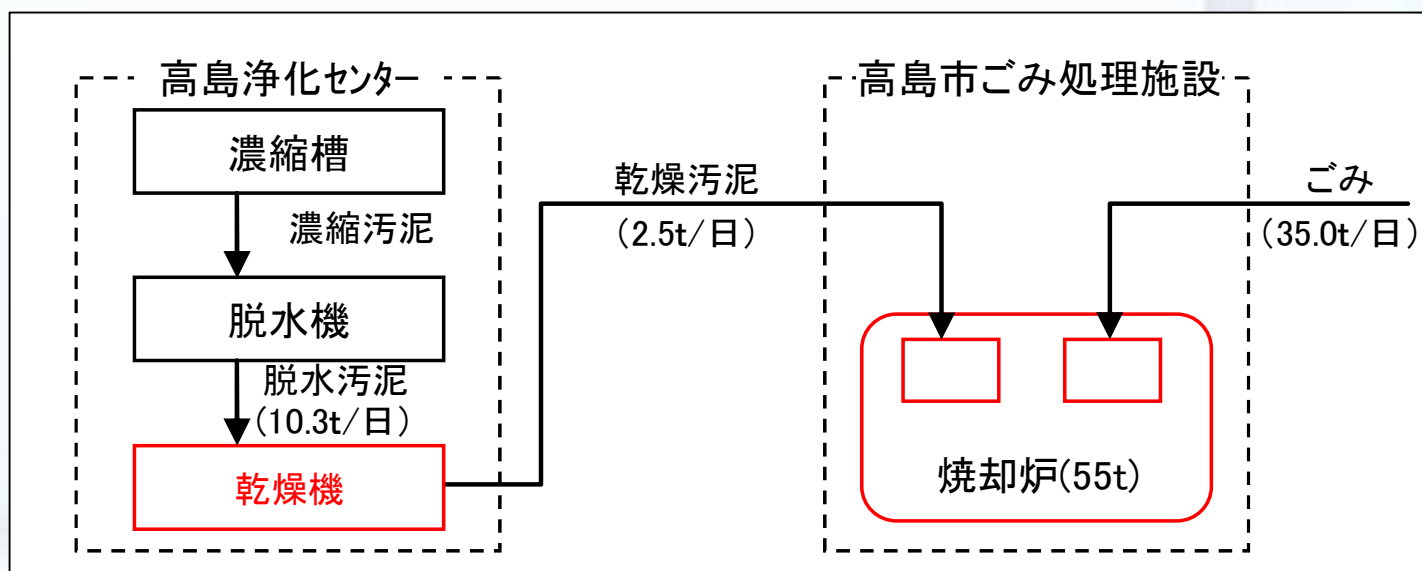 高島浄化センター
濃縮槽
濃縮汚泥
脱水機
脱水汚泥
(10.3t/日)
乾燥機
乾燥汚泥
(2.5t/日)
高島市ごみ処理施設
ごみ
(35.0t/日)
焼却炉(55t)